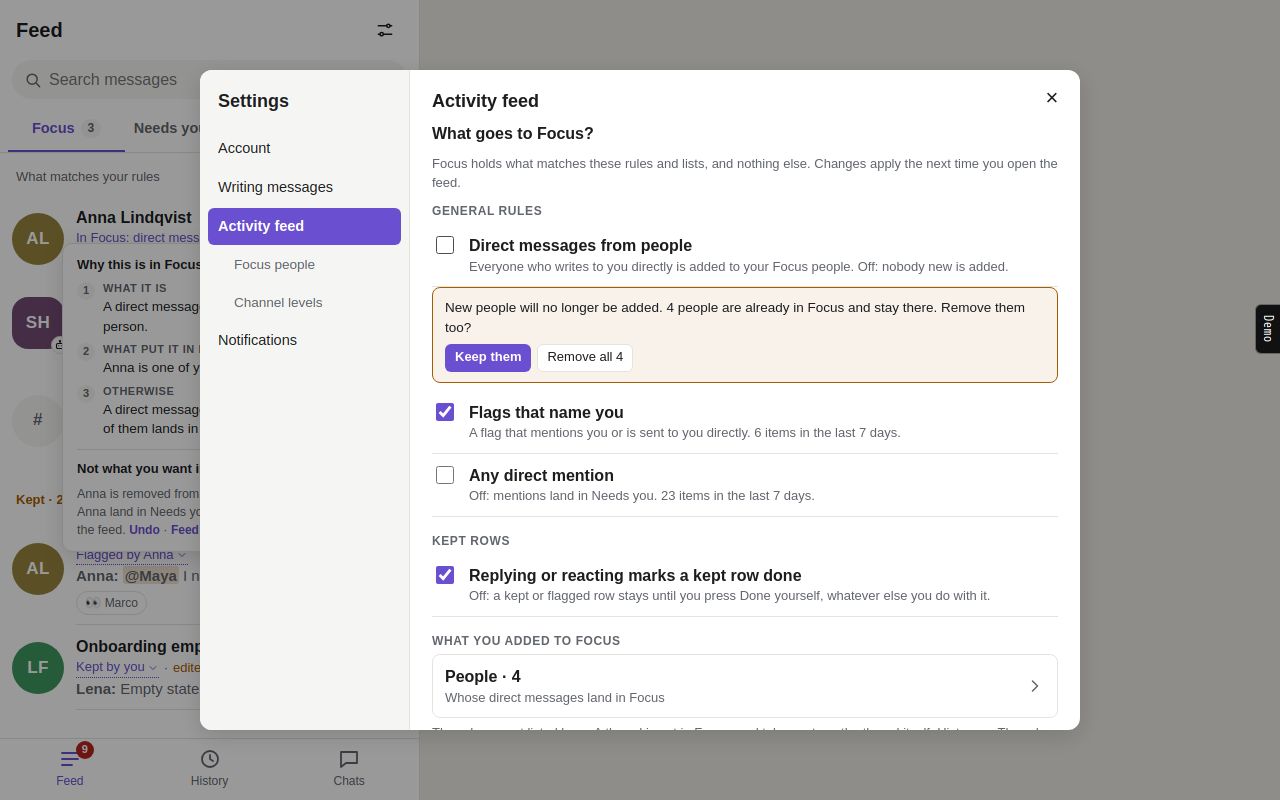 Feed
Search messages
Focus 3
Needs you
What matches your rules
AL
Anna Lindqvist
In Focus: direct mess
Why this is in Focus
1 WHAT IT IS
A direct message
person.
2 WHAT PUT IT IN
Anna is one of y
3 OTHERWISE
A direct message
of them lands in
Not what you want i
Anna is removed from
Anna land in Needs yo
the feed. Undo · Feed
SH
#
Kept · 2
AL
Flagged by Anna
Anna: @Maya I n
👀 Marco
LF
Onboarding emp
Kept by you · edite
Lena: Empty state
9
Feed
History
Chats
Settings
Account
Writing messages
Activity feed
Focus people
Channel levels
Notifications
Activity feed
×
What goes to Focus?
Focus holds what matches these rules and lists, and nothing else. Changes apply the next time you open the
feed.
GENERAL RULES
Direct messages from people
Everyone who writes to you directly is added to your Focus people. Off: nobody new is added.
New people will no longer be added. 4 people are already in Focus and stay there. Remove them
too?
Keep them
Remove all 4
Flags that name you
A flag that mentions you or is sent to you directly. 6 items in the last 7 days.
Any direct mention
Off: mentions land in Needs you. 23 items in the last 7 days.
KEPT ROWS
Replying or reacting marks a kept row done
Off: a kept or flagged row stays until you press Done yourself, whatever else you do with it.
WHAT YOU ADDED TO FOCUS
People · 4
Whose direct messages land in Focus
Demo